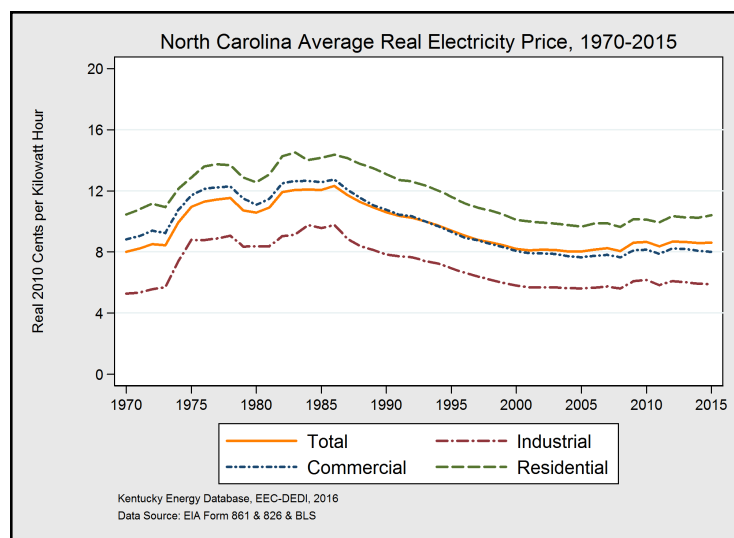 North Carolina Average Real Electricity Price, 1970-2015
Real 2010 Cents per Kilowatt Hour
20
16
12
8
4
0
1970 1975 1980 1985 1990 1995 2000 2005 2010 2015
Total Industrial
Commercial Residential
Kentucky Energy Database, EEC-DEDI, 2016
Data Source: EIA Form 861 & 826 & BLS